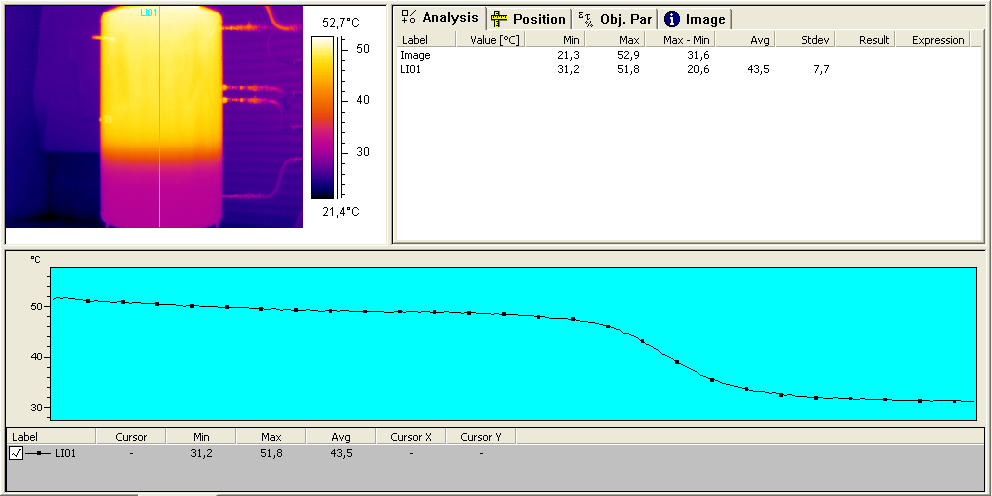 LI01
52,7°C
50
40
30
21,4°C
Analysis Position Obj. Par Image
Label Value [°C] Min Max Max - Min Avg Stdev Result Expression
Image 21,3 52,9 31,6
LI01 31,2 51,8 20,6 43,5 7,7
°C
50
40
30
Label Cursor Min Max Avg Cursor X Cursor Y
LI01 - 31,2 51,8 43,5 - -